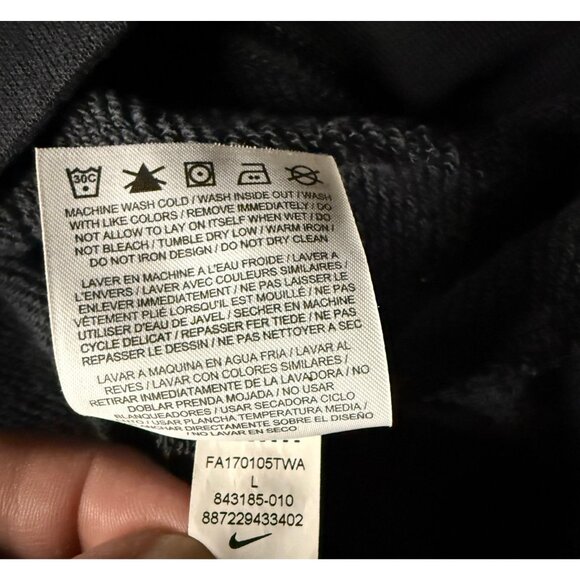 30C
MACHINE WASH COLD / WASH INSIDE OUT / WASH
WITH LIKE COLORS / REMOVE IMMEDIATELY / DO
NOT ALLOW TO LAY ON ITSELF WHEN WET / DO
NOT BLEACH / TUMBLE DRY LOW / WARM IRON /
DO NOT IRON DESIGN / DO NOT DRY CLEAN
LAVER EN MACHINE A L'EAU FROIDE / LAVER A
L'ENVERS / LAVER AVEC COULEURS SIMILAIRES /
ENLEVER IMMEDIATEMENT / NE PAS LAISSER LE
VÊTEMENT PLIÉ LORSQU'IL EST MOUILLÉ / NE PAS
UTILISER D'EAU DE JAVEL / SECHER EN MACHINE
CYCLE DELICAT / REPASSER FER TIEDE / NE PAS
REPASSER LE DESSIN / NE PAS NETTOYER A SEC
LAVAR A MAQUINA EN AGUA FRIA / LAVAR AL
REVES / LAVAR CON COLORES SIMILARES /
RETIRAR INMEDIATAMENTE DE LA LAVADORA / NO
DOBLAR PRENDA MOJADA / NO USAR
BLANQUEADORES / USAR SECADORA CICLO
/ USAR PLANCHA TEMPERATURA MEDIA /
DIRECTAMENTE SOBRE EL DISEÑO
/ NO LAVAR EN SECO
FA170105TWA
L
843185-010
887229433402